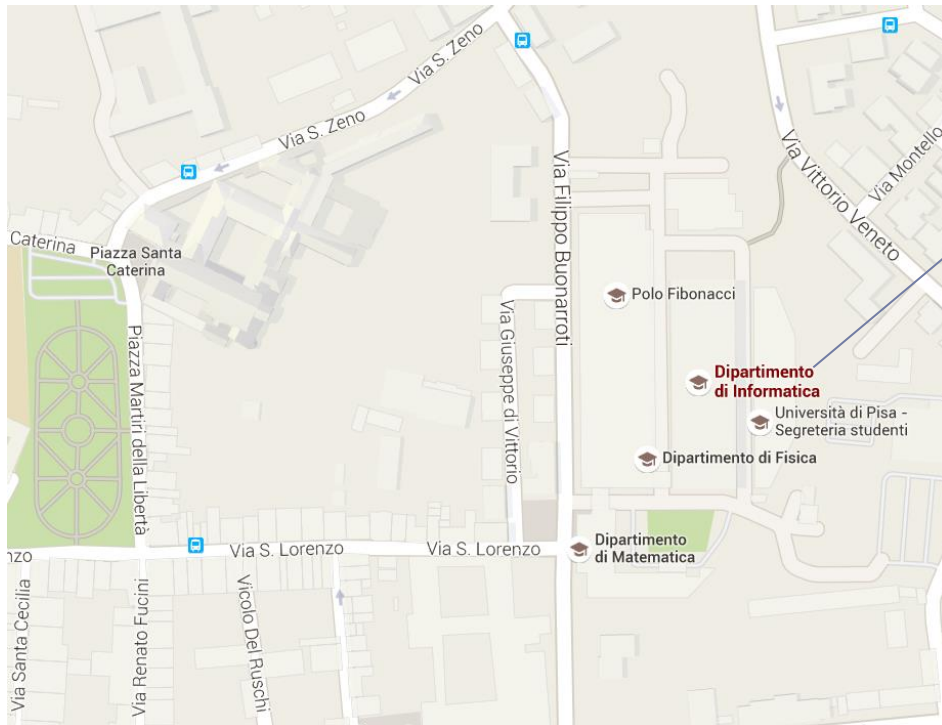 Via S. Zeno
Via S. Zeno
Caterina
Piazza Santa
Caterina
Via Filippo Buonarroti
Via Vittorio Veneto
Via Montello
Polo Fibonacci
Via Giuseppe di Vittorio
Piazza Martiri della Libertà
Dipartimento
di Informatica
Università di Pisa -
Segreteria studenti
Dipartimento di Fisica
nzo
Via S. Lorenzo
Via S. Lorenzo
Dipartimento
di Matematica
Via Santa Cecilia
Via Renato Fucini
Vicolo Del Ruschi